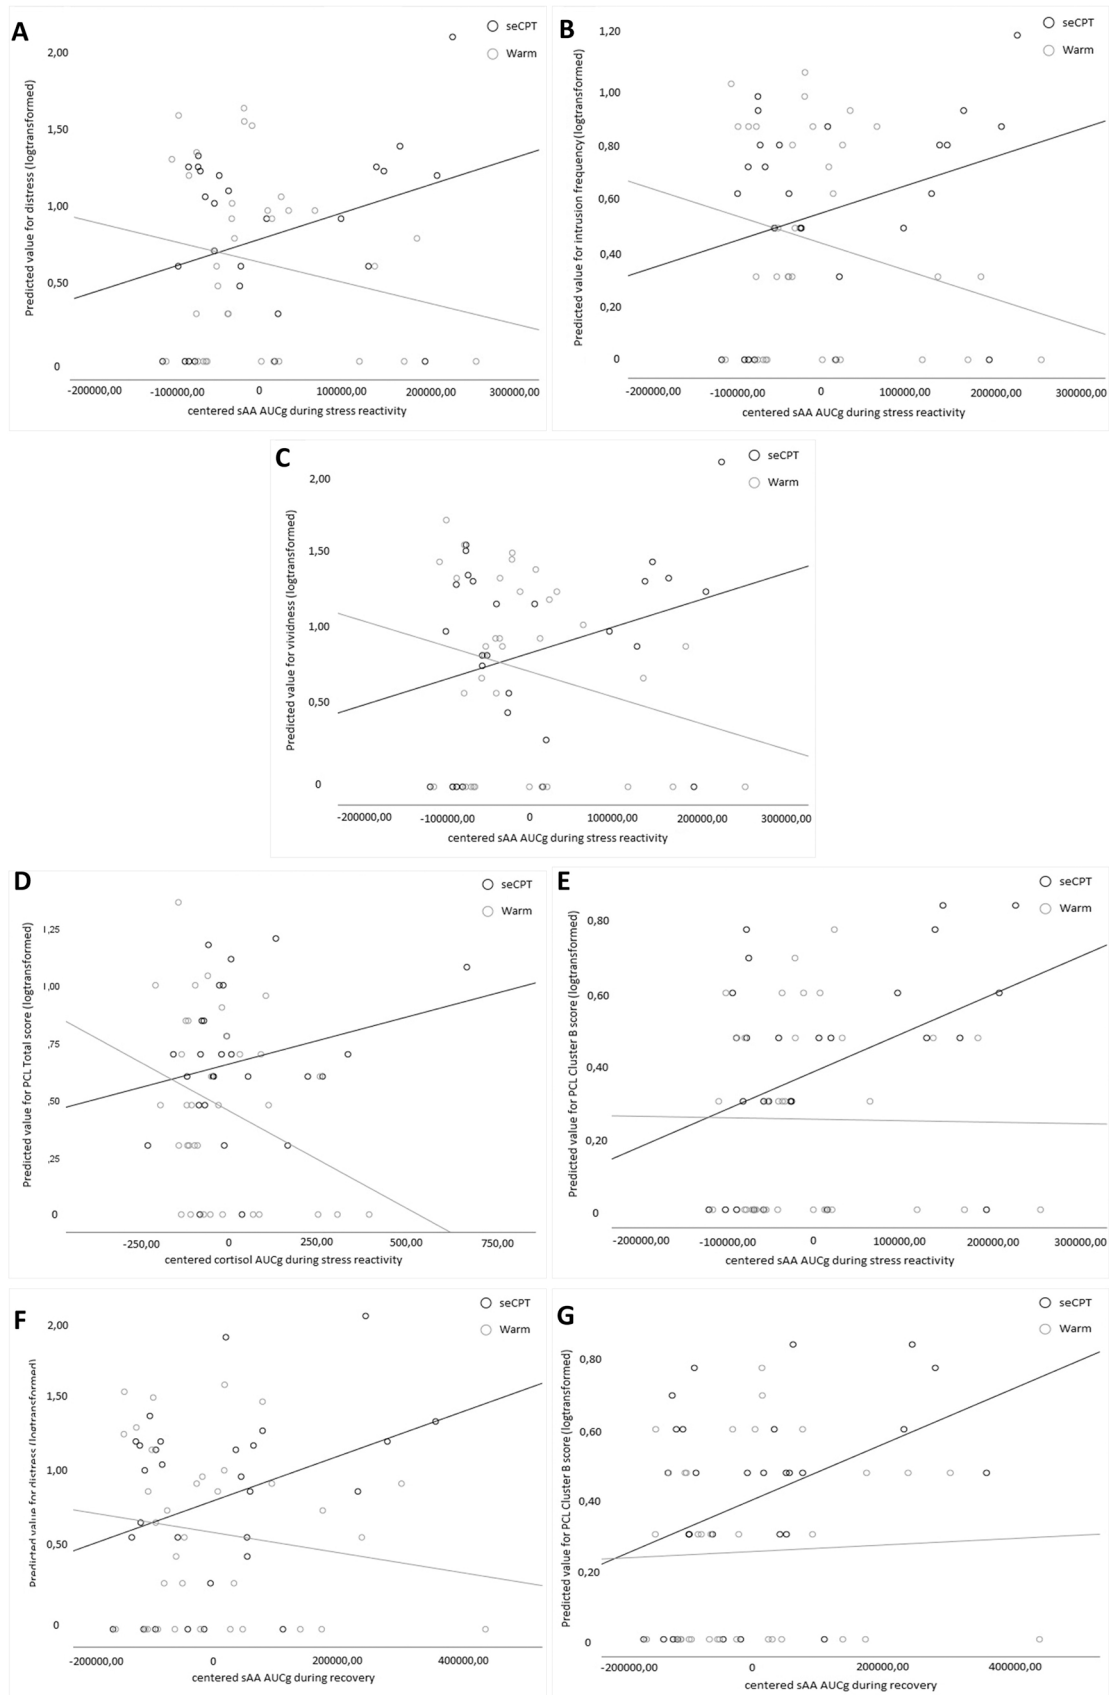 A
seCPT
Warm
Predicted value for distress (logtransformed)
2,00
1,50
1,00
0,50
0
-200000,00 -100000,00 0 100000,00 200000,00 300000,00
centered sAA AUCg during stress reactivity
B
seCPT
Warm
Predicted value for intrusion frequency (logtransformed)
1,20
1,00
0,80
0,60
0,40
0,20
0
-200000,00 -100000,00 0 100000,00 200000,00 300000,00
centered sAA AUCg during stress reactivity
C
seCPT
Warm
Predicted value for vividness (logtransformed)
2,00
1,50
1,00
0,50
0
-200000,00 -100000,00 0 100000,00 200000,00 300000,00
centered sAA AUCg during stress reactivity
D
seCPT
Warm
Predicted value for PCL Total score (logtransformed)
,25
,00
,75
,50
,25
0
-250,00 0 250,00 500,00 750,00
centered cortisol AUCg during stress reactivity
E
seCPT
Warm
Predicted value for PCL Cluster B score (logtransformed)
0,80
0,60
0,40
0,20
0
-200000,00 -100000,00 0 100000,00 200000,00 300000,00
centered sAA AUCg during stress reactivity
F
seCPT
Warm
Predicted value for distress (logtransformed)
2,00
1,50
1,00
0,50
0
-200000,00 0 200000,00 400000,00
centered sAA AUCg during recovery
G
seCPT
Warm
Predicted value for PCL Cluster B score (logtransformed)
0,80
0,60
0,40
0,20
0
-200000,00 0 200000,00 400000,00
centered sAA AUCg during recovery